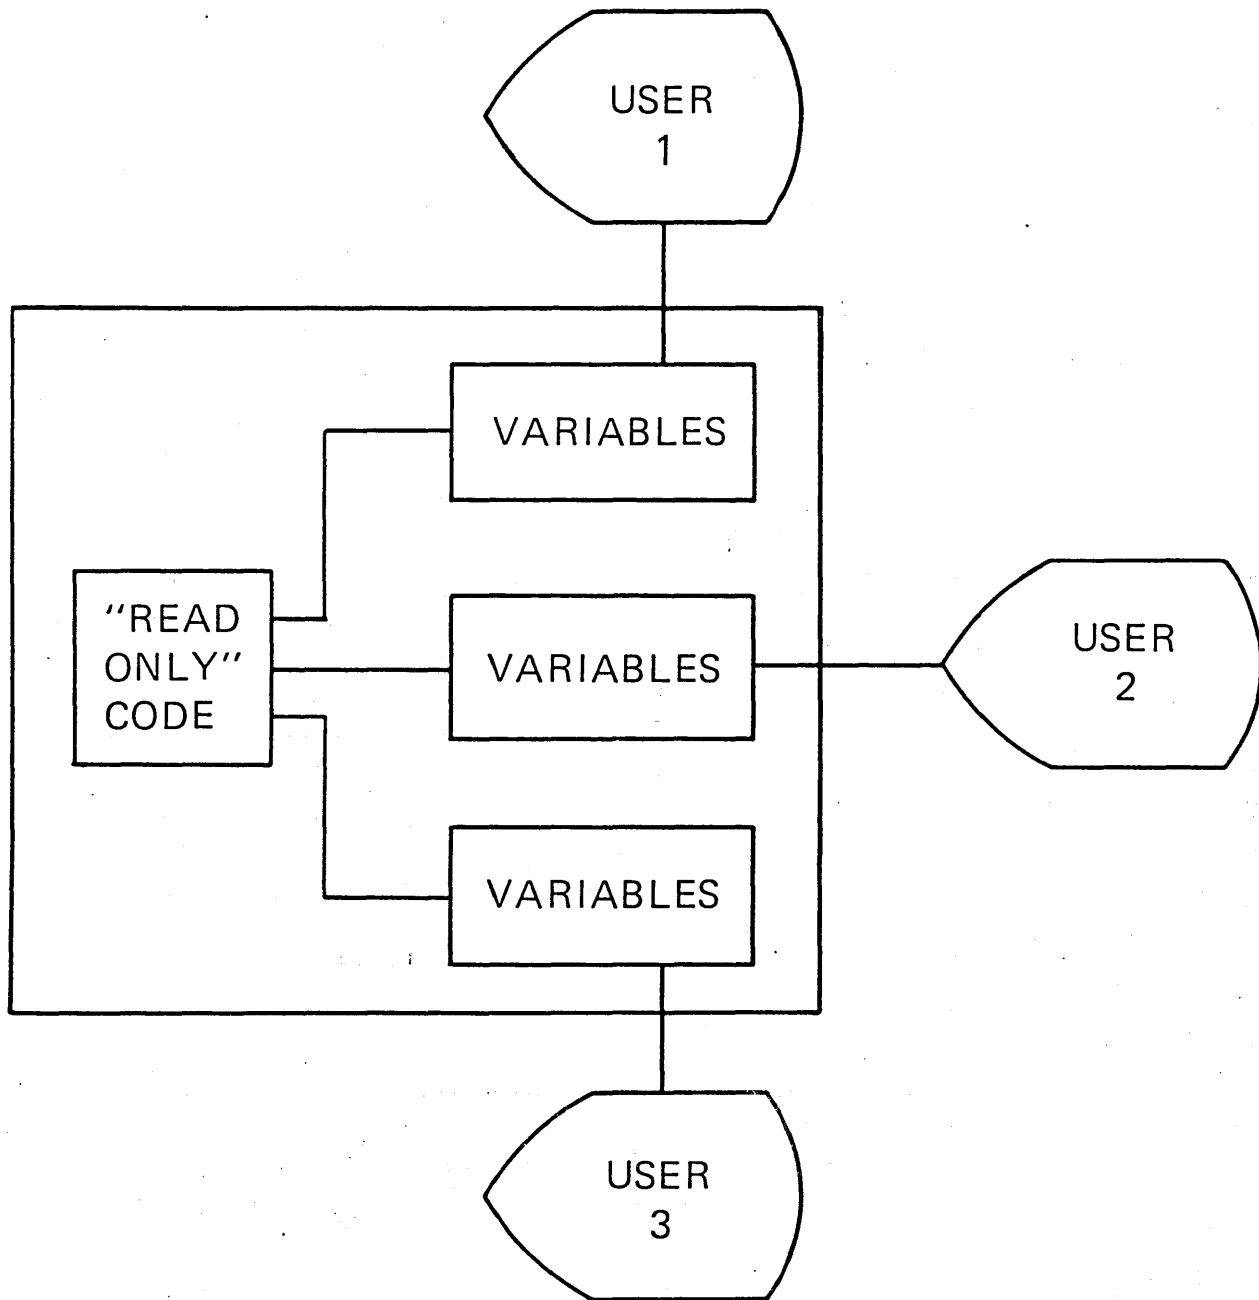 USER
1
VARIABLES
"READ
ONLY"
CODE
VARIABLES
USER
2
VARIABLES
USER
3